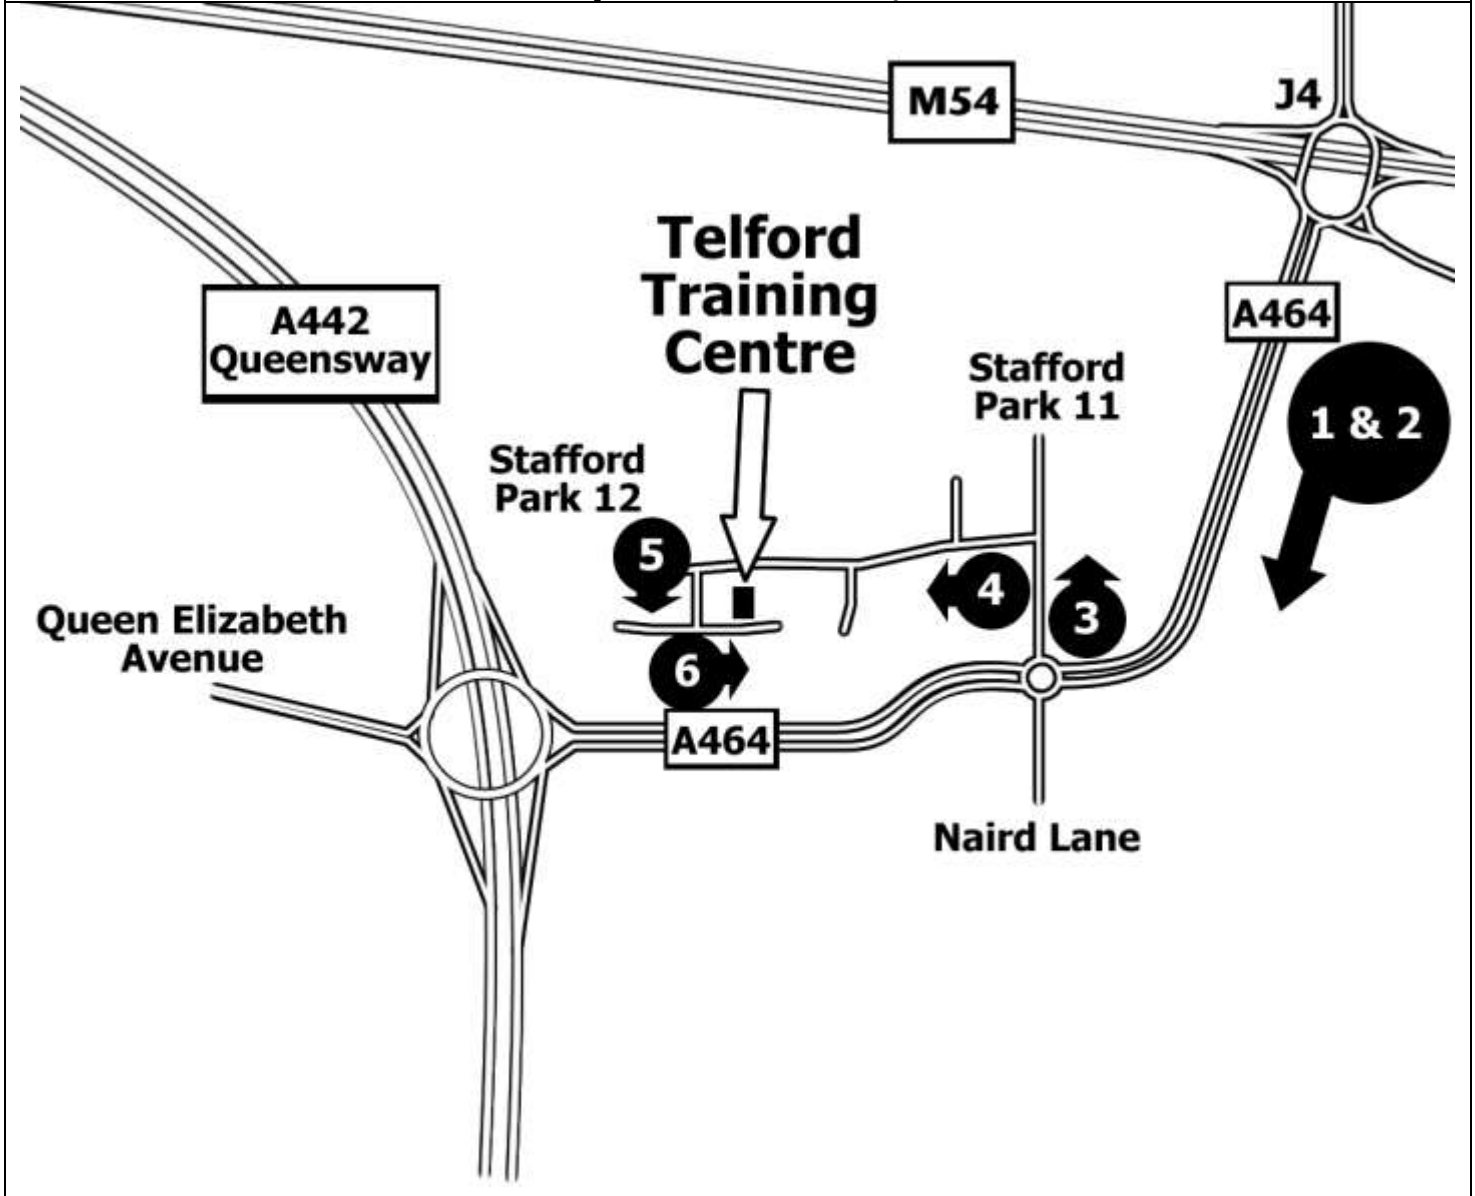 M54
J4
Telford
Training
Centre
A442
Queensway
A464
Stafford
Park 11
1 & 2
Stafford
Park 12
5
4
3
Queen Elizabeth
Avenue
6
A464
Naird Lane